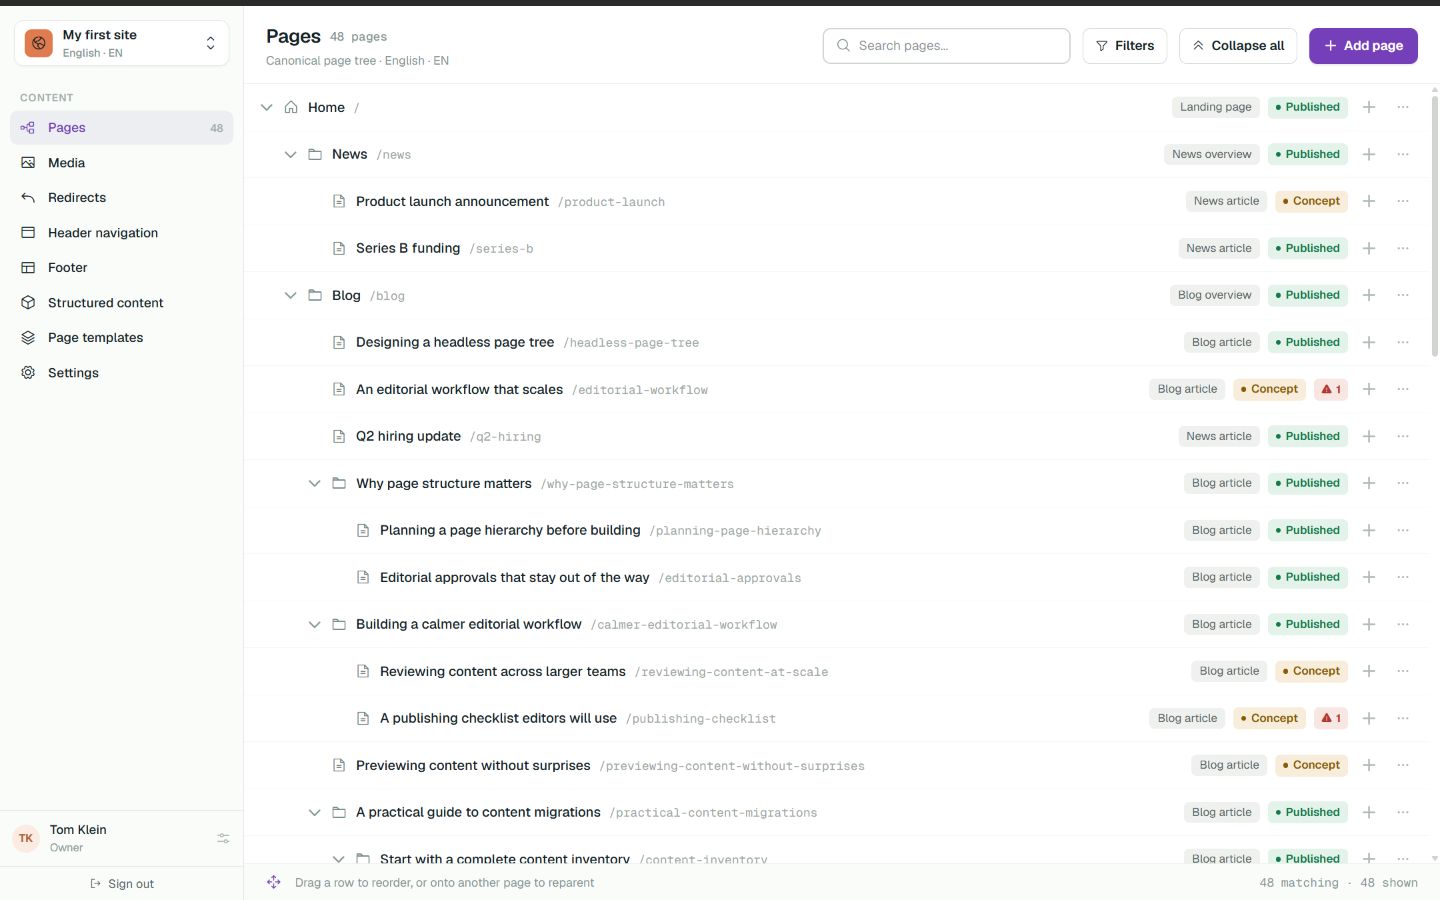 My first site
English · EN
CONTENT
Pages 48
Media
Redirects
Header navigation
Footer
Structured content
Page templates
Settings
TK Tom Klein
Owner
Sign out
Pages 48 pages
Canonical page tree · English · EN
Search pages...
Filters
Collapse all
Add page
Home / Landing page Published
News /news News overview Published
Product launch announcement /product-launch News article Concept
Series B funding /series-b News article Published
Blog /blog Blog overview Published
Designing a headless page tree /headless-page-tree Blog article Published
An editorial workflow that scales /editorial-workflow Blog article Concept 1
Q2 hiring update /q2-hiring News article Published
Why page structure matters /why-page-structure-matters Blog article Published
Planning a page hierarchy before building /planning-page-hierarchy Blog article Published
Editorial approvals that stay out of the way /editorial-approvals Blog article Published
Building a calmer editorial workflow /calmer-editorial-workflow Blog article Published
Reviewing content across larger teams /reviewing-content-at-scale Blog article Concept
A publishing checklist editors will use /publishing-checklist Blog article Concept 1
Previewing content without surprises /previewing-content-without-surprises Blog article Concept
A practical guide to content migrations /practical-content-migrations Blog article Published
Start with a complete content inventory /content-inventory Blog article Published
Drag a row to reorder, or onto another page to reparent
48 matching · 48 shown